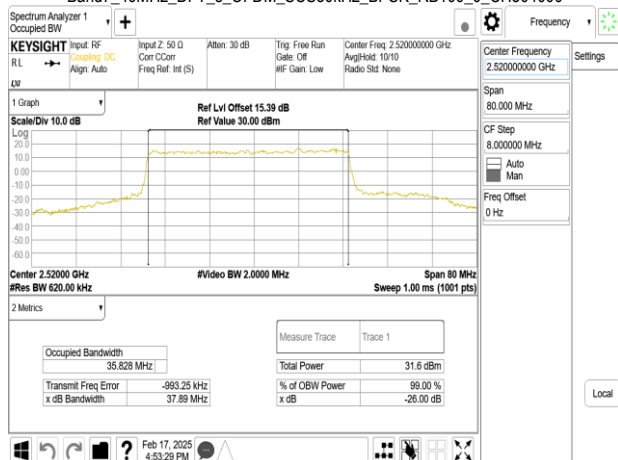 Spectrum Analyzer 1
Occupied BW
KEYSIGHT
RL
Input: RF
Coupling: DC
Align: Auto
Input Z: 50 Ω
Corr CCorr
Freq Ref: Int (S)
Atten: 30 dB
Trig: Free Run
Gate: Off
#IF Gain: Low
Center Freq: 2.520000000 GHz
Avg|Hold: 10/10
Radio Std: None
LXI
1 Graph
Scale/Div 10.0 dB
Ref Lvl Offset 15.39 dB
Ref Value 30.00 dBm
Log
20.0
10.0
0.00
-10.0
-20.0
-30.0
-40.0
-50.0
-60.0
Center 2.52000 GHz
#Video BW 2.0000 MHz
Span 80 MHz
#Res BW 620.00 kHz
Sweep 1.00 ms (1001 pts)
2 Metrics
Measure Trace
Trace 1
Occupied Bandwidth
35.828 MHz
Total Power
31.6 dBm
Transmit Freq Error
-993.25 kHz
% of OBW Power
99.00 %
x dB Bandwidth
37.89 MHz
x dB
-26.00 dB
Feb 17, 2025
4:53:29 PM
Frequency
Settings
Center Frequency
2.520000000 GHz
Span
80.000 MHz
CF Step
8.000000 MHz
Auto
Man
Freq Offset
0 Hz
Local